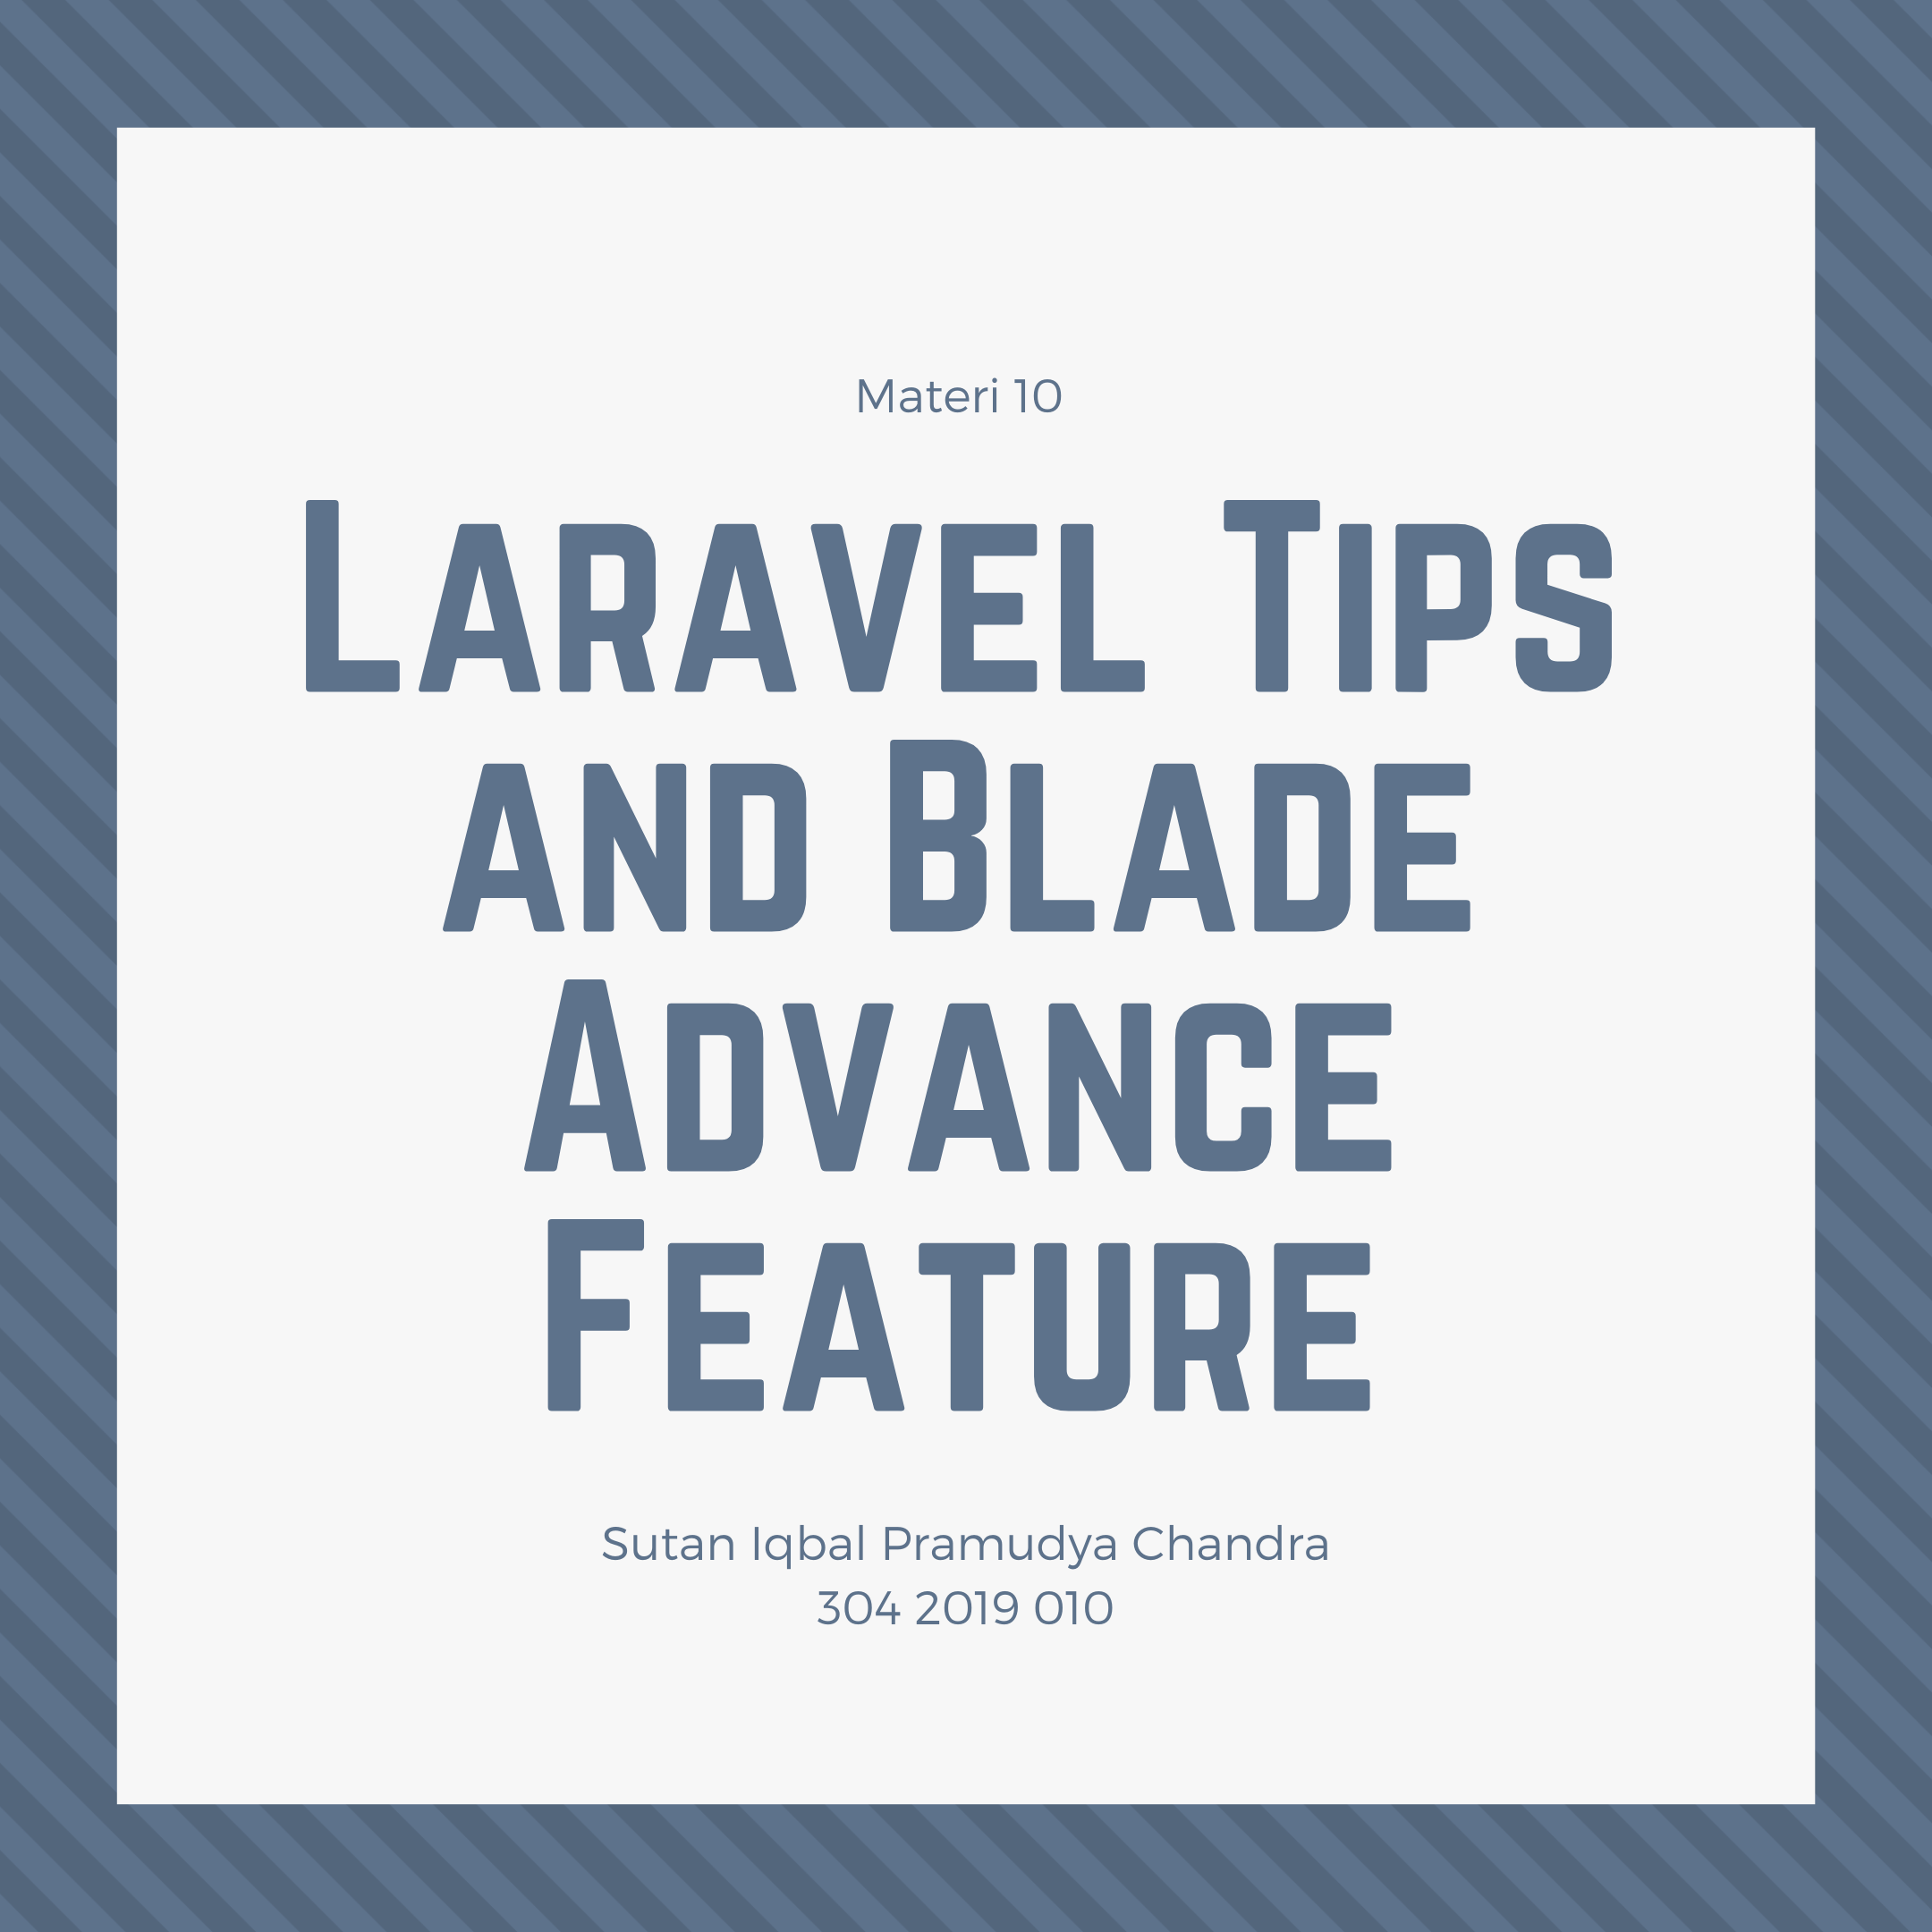 Materi 10
Laravel Tips
and Blade
Advance
Feature
Sutan Iqbal Pramudya Chandra
304 2019 010